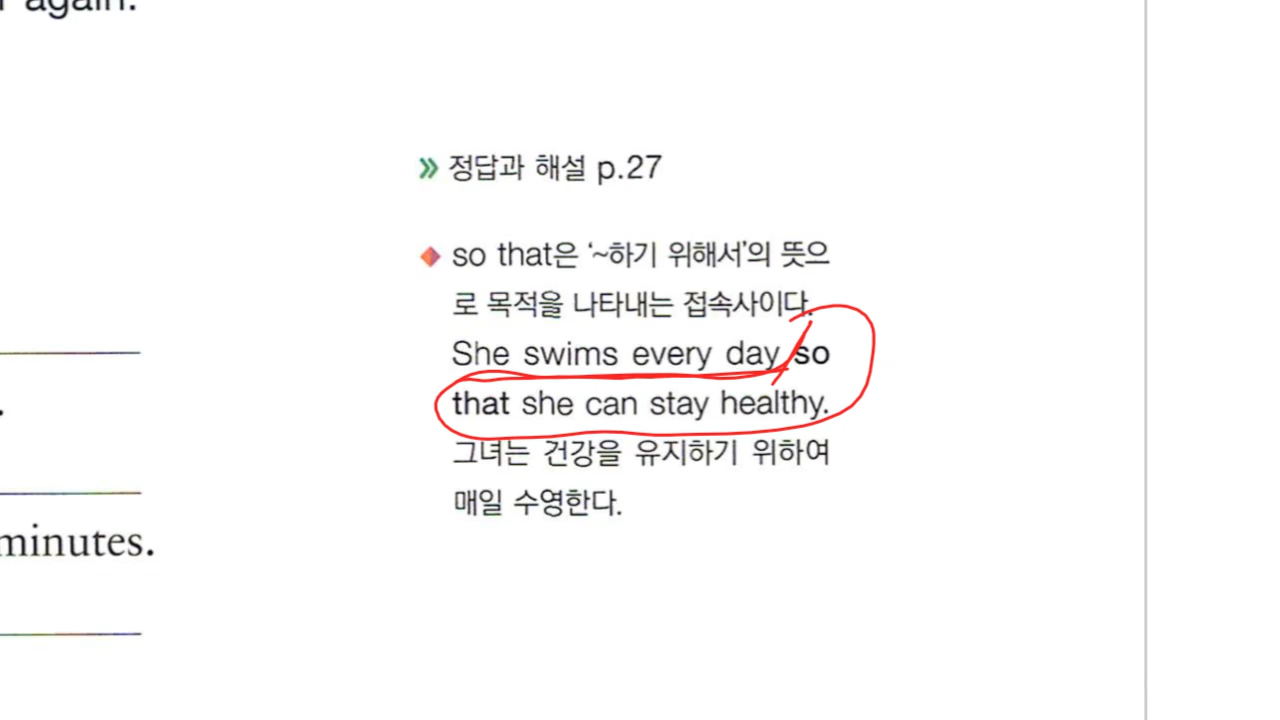 again.
» 정답과 해설 p.27
so that은 ‘~하기 위해서’의 뜻으
로 목적을 나타내는 접속사이다.
She swims every day so
that she can stay healthy.
그녀는 건강을 유지하기 위하여
매일 수영한다.
minutes.